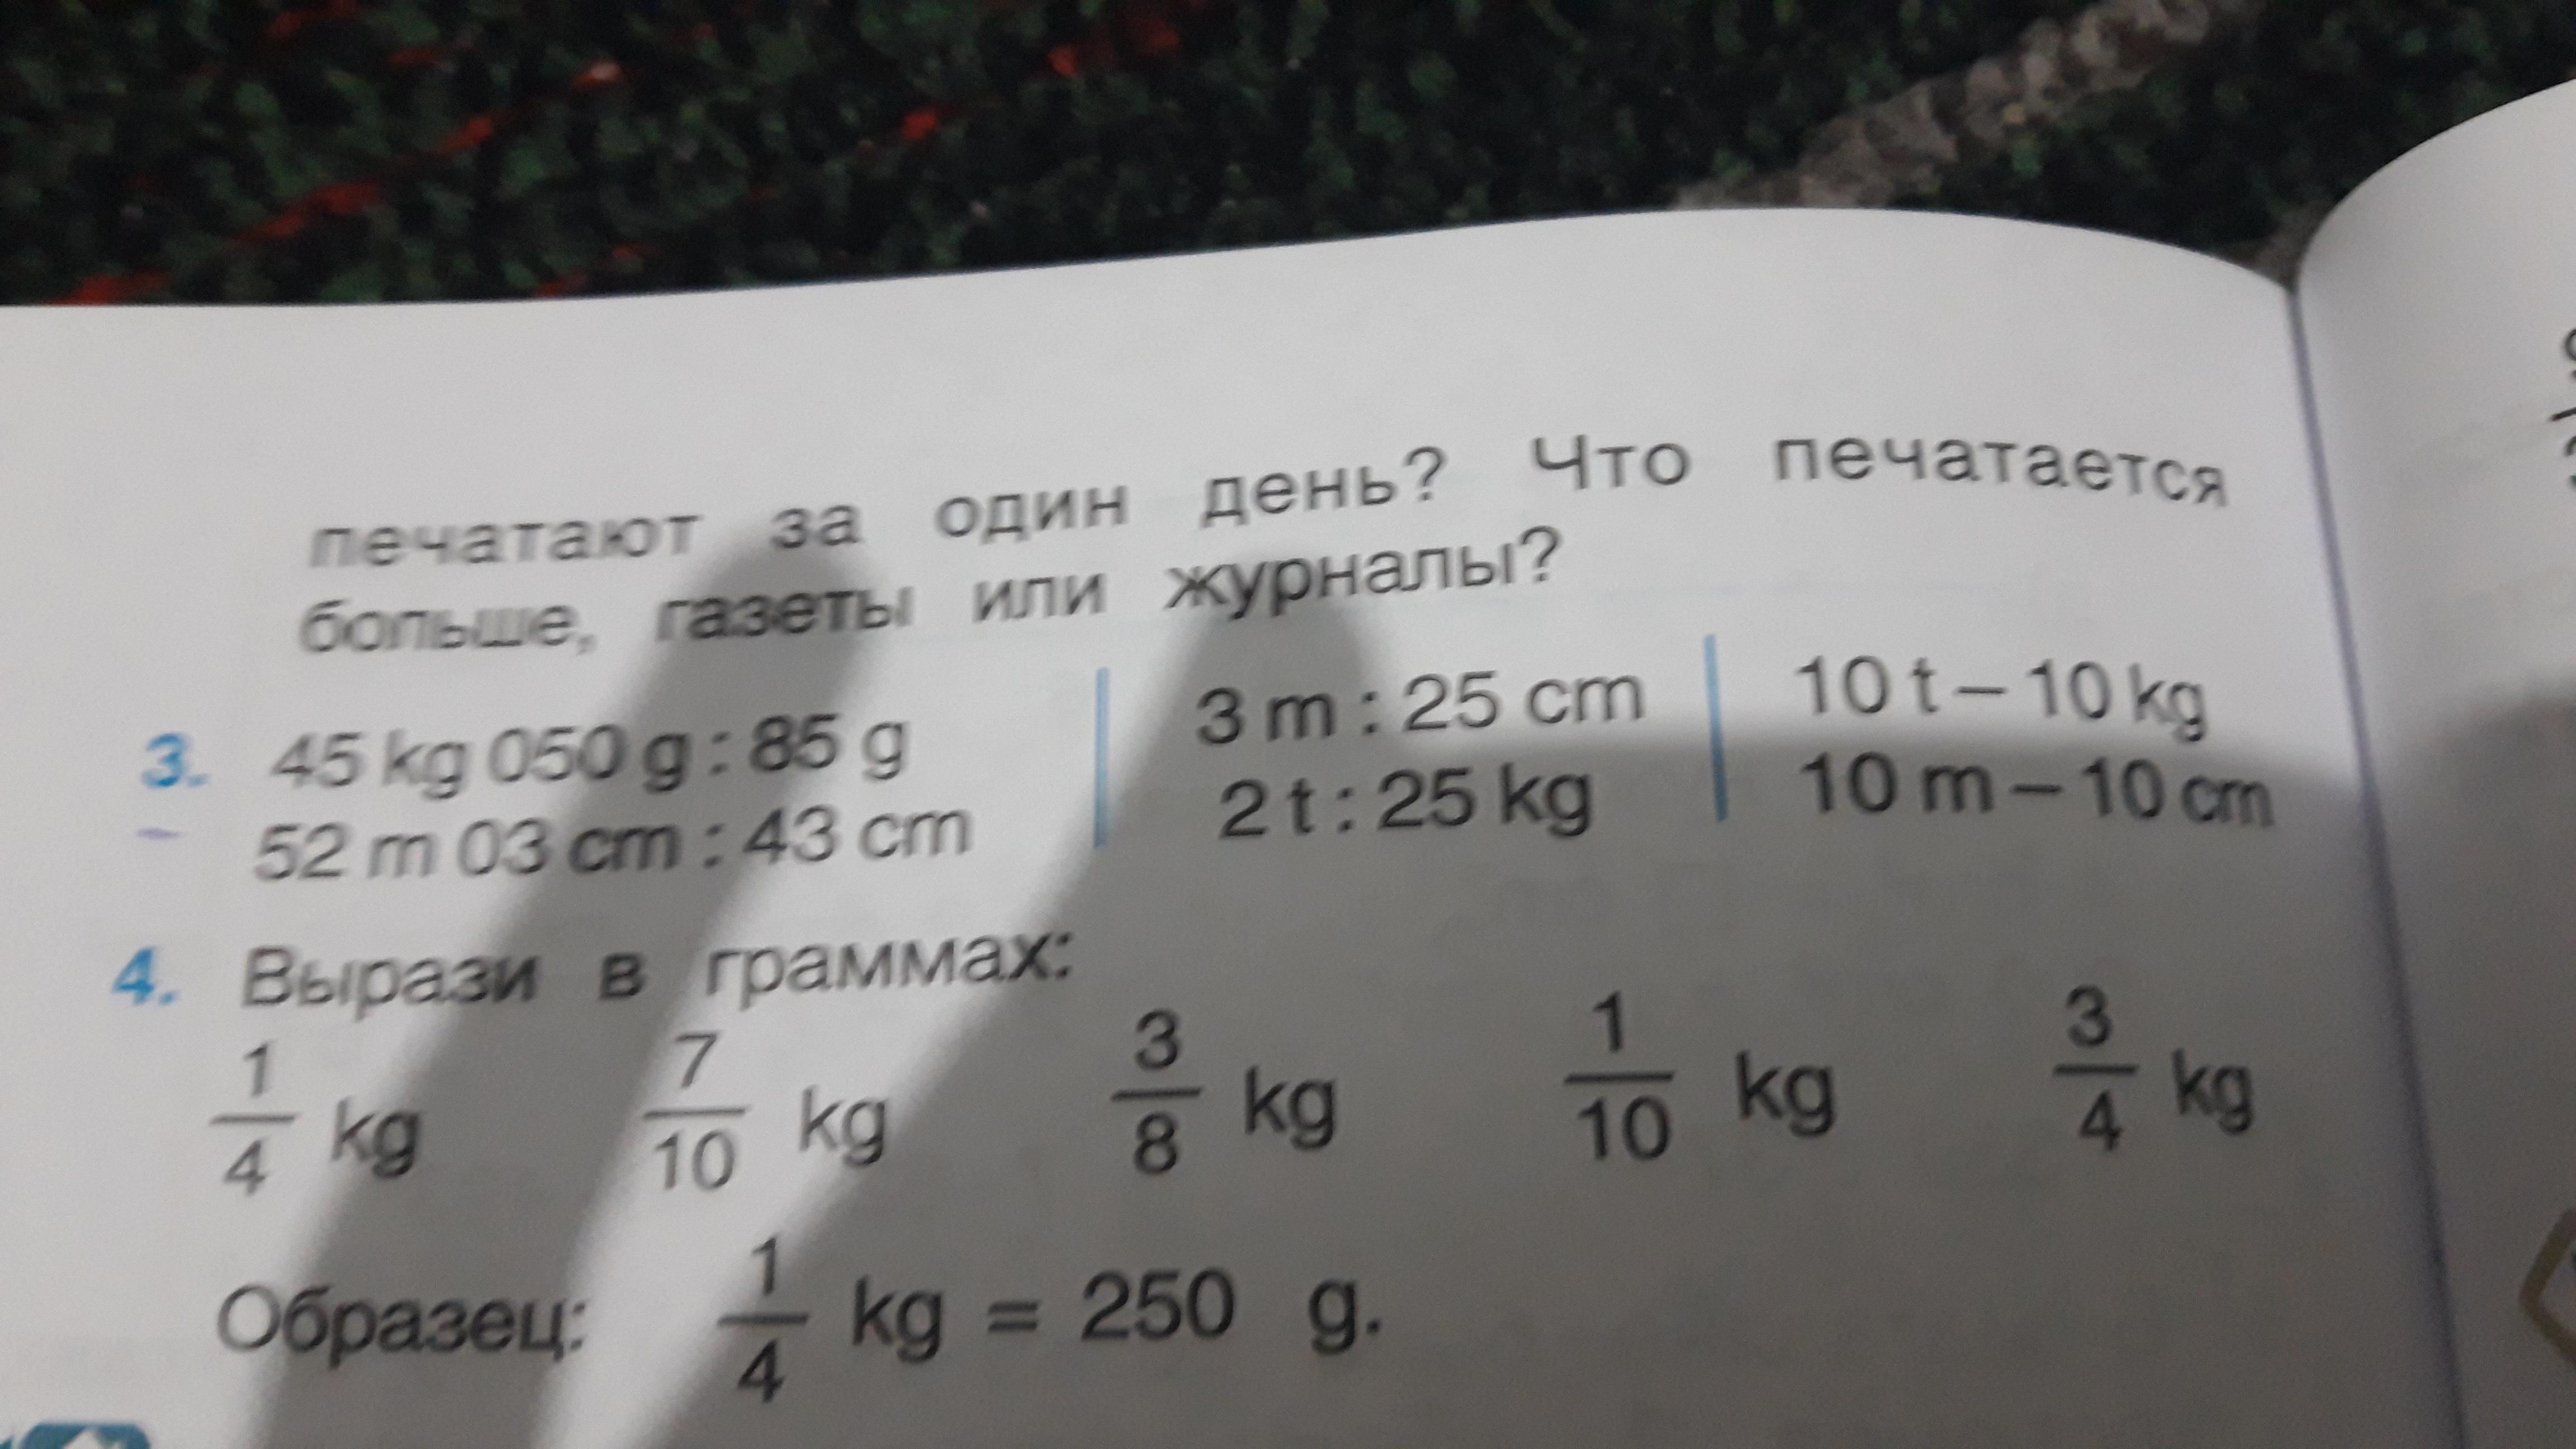 печатают за один день? Что печатается
больше, газеты или журналы?
3. 45 kg 050 g : 85 g | 3 m : 25 cm | 10 t – 10 kg
52 m 03 cm : 43 cm | 2 t : 25 kg | 10 m – 10 cm
4. Вырази в граммах:
1/4 kg 7/10 kg 3/8 kg 1/10 kg 3/4 kg
Образец: 1/4 kg = 250 g.